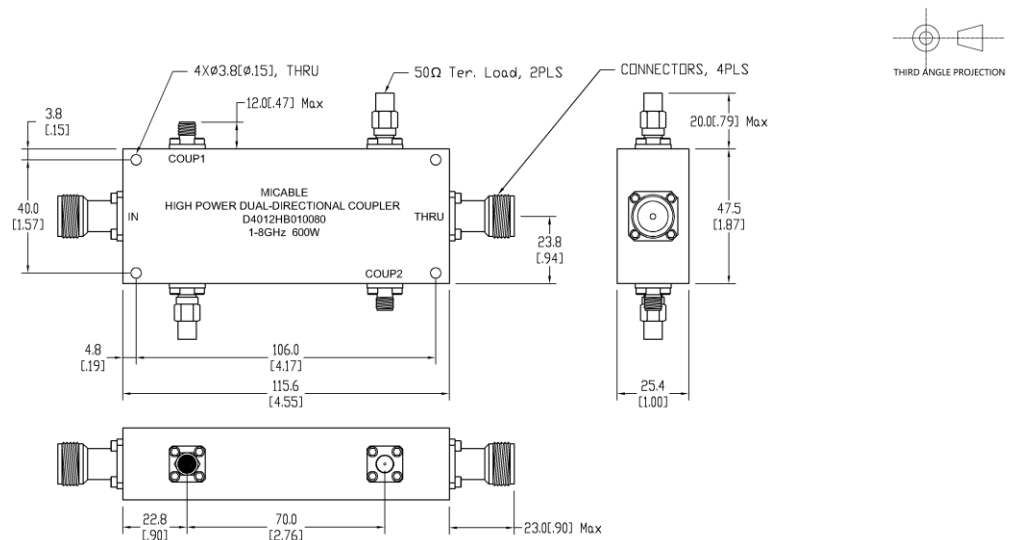 THIRD ANGLE PROJECTION
4XØ3.8[Ø.15], THRU
50Ω Ter. Load, 2PLS
CONNECTORS, 4PLS
12.0[.47] Max
20.0[.79] Max
3.8
[.15]
COUP1
40.0
[1.57]
IN
MICABLE
HIGH POWER DUAL-DIRECTIONAL COUPLER
D4012HB010080
1-8GHz 600W
THRU
23.8
[.94]
47.5
[1.87]
COUP2
4.8
[.19]
106.0
[4.17]
115.6
[4.55]
25.4
[1.00]
22.8
[.90]
70.0
[2.76]
23.0[.90] Max